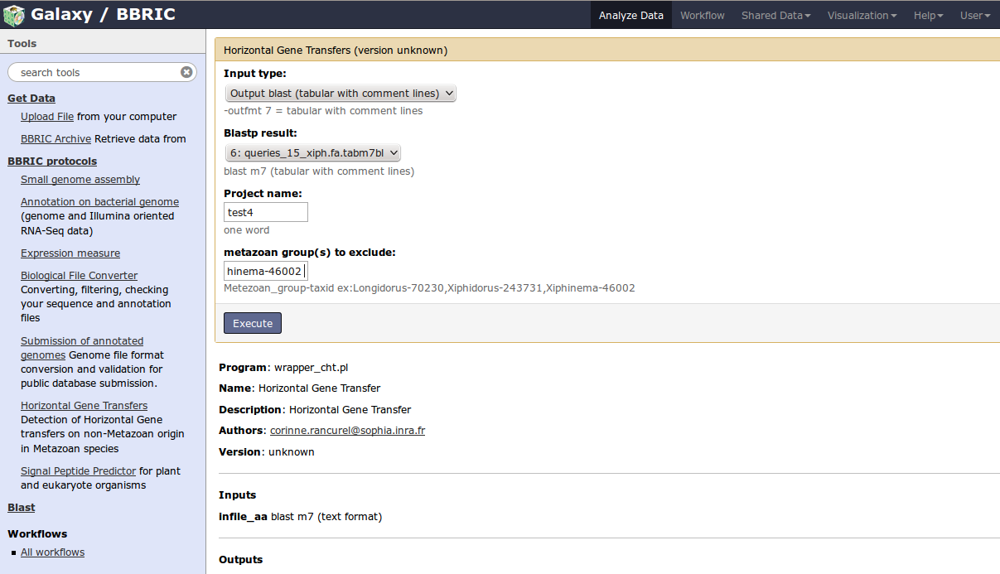 Galaxy / BBRIC
Analyze Data Workflow Shared Data Visualization Help User
Tools
search tools
Get Data
Upload File from your computer
BBRIC Archive Retrieve data from
BBRIC protocols
Small genome assembly
Annotation on bacterial genome
(genome and Illumina oriented
RNA-Seq data)
Expression measure
Biological File Converter
Converting, filtering, checking
your sequence and annotation
files
Submission of annotated
genomes Genome file format
conversion and validation for
public database submission.
Horizontal Gene Transfers
Detection of Horizontal Gene
transfers on non-Metazoan origin
in Metazoan species
Signal Peptide Predictor for plant
and eukaryote organisms
Blast
Workflows
All workflows
Horizontal Gene Transfers (version unknown)
Input type:
Output blast (tabular with comment lines)
-outfmt 7 = tabular with comment lines
Blastp result:
6: queries_15_xiph.fa.tabm7bl
blast m7 (tabular with comment lines)
Project name:
test4
one word
metazoan group(s) to exclude:
hinema-46002
Metezoan_group-taxid ex:Longidorus-70230,Xiphidorus-243731,Xiphinema-46002
Execute
Program: wrapper_cht.pl
Name: Horizontal Gene Transfer
Description: Horizontal Gene Transfer
Authors: corinne.rancurel@sophia.inra.fr
Version: unknown
Inputs
infile_aa blast m7 (text format)
Outputs